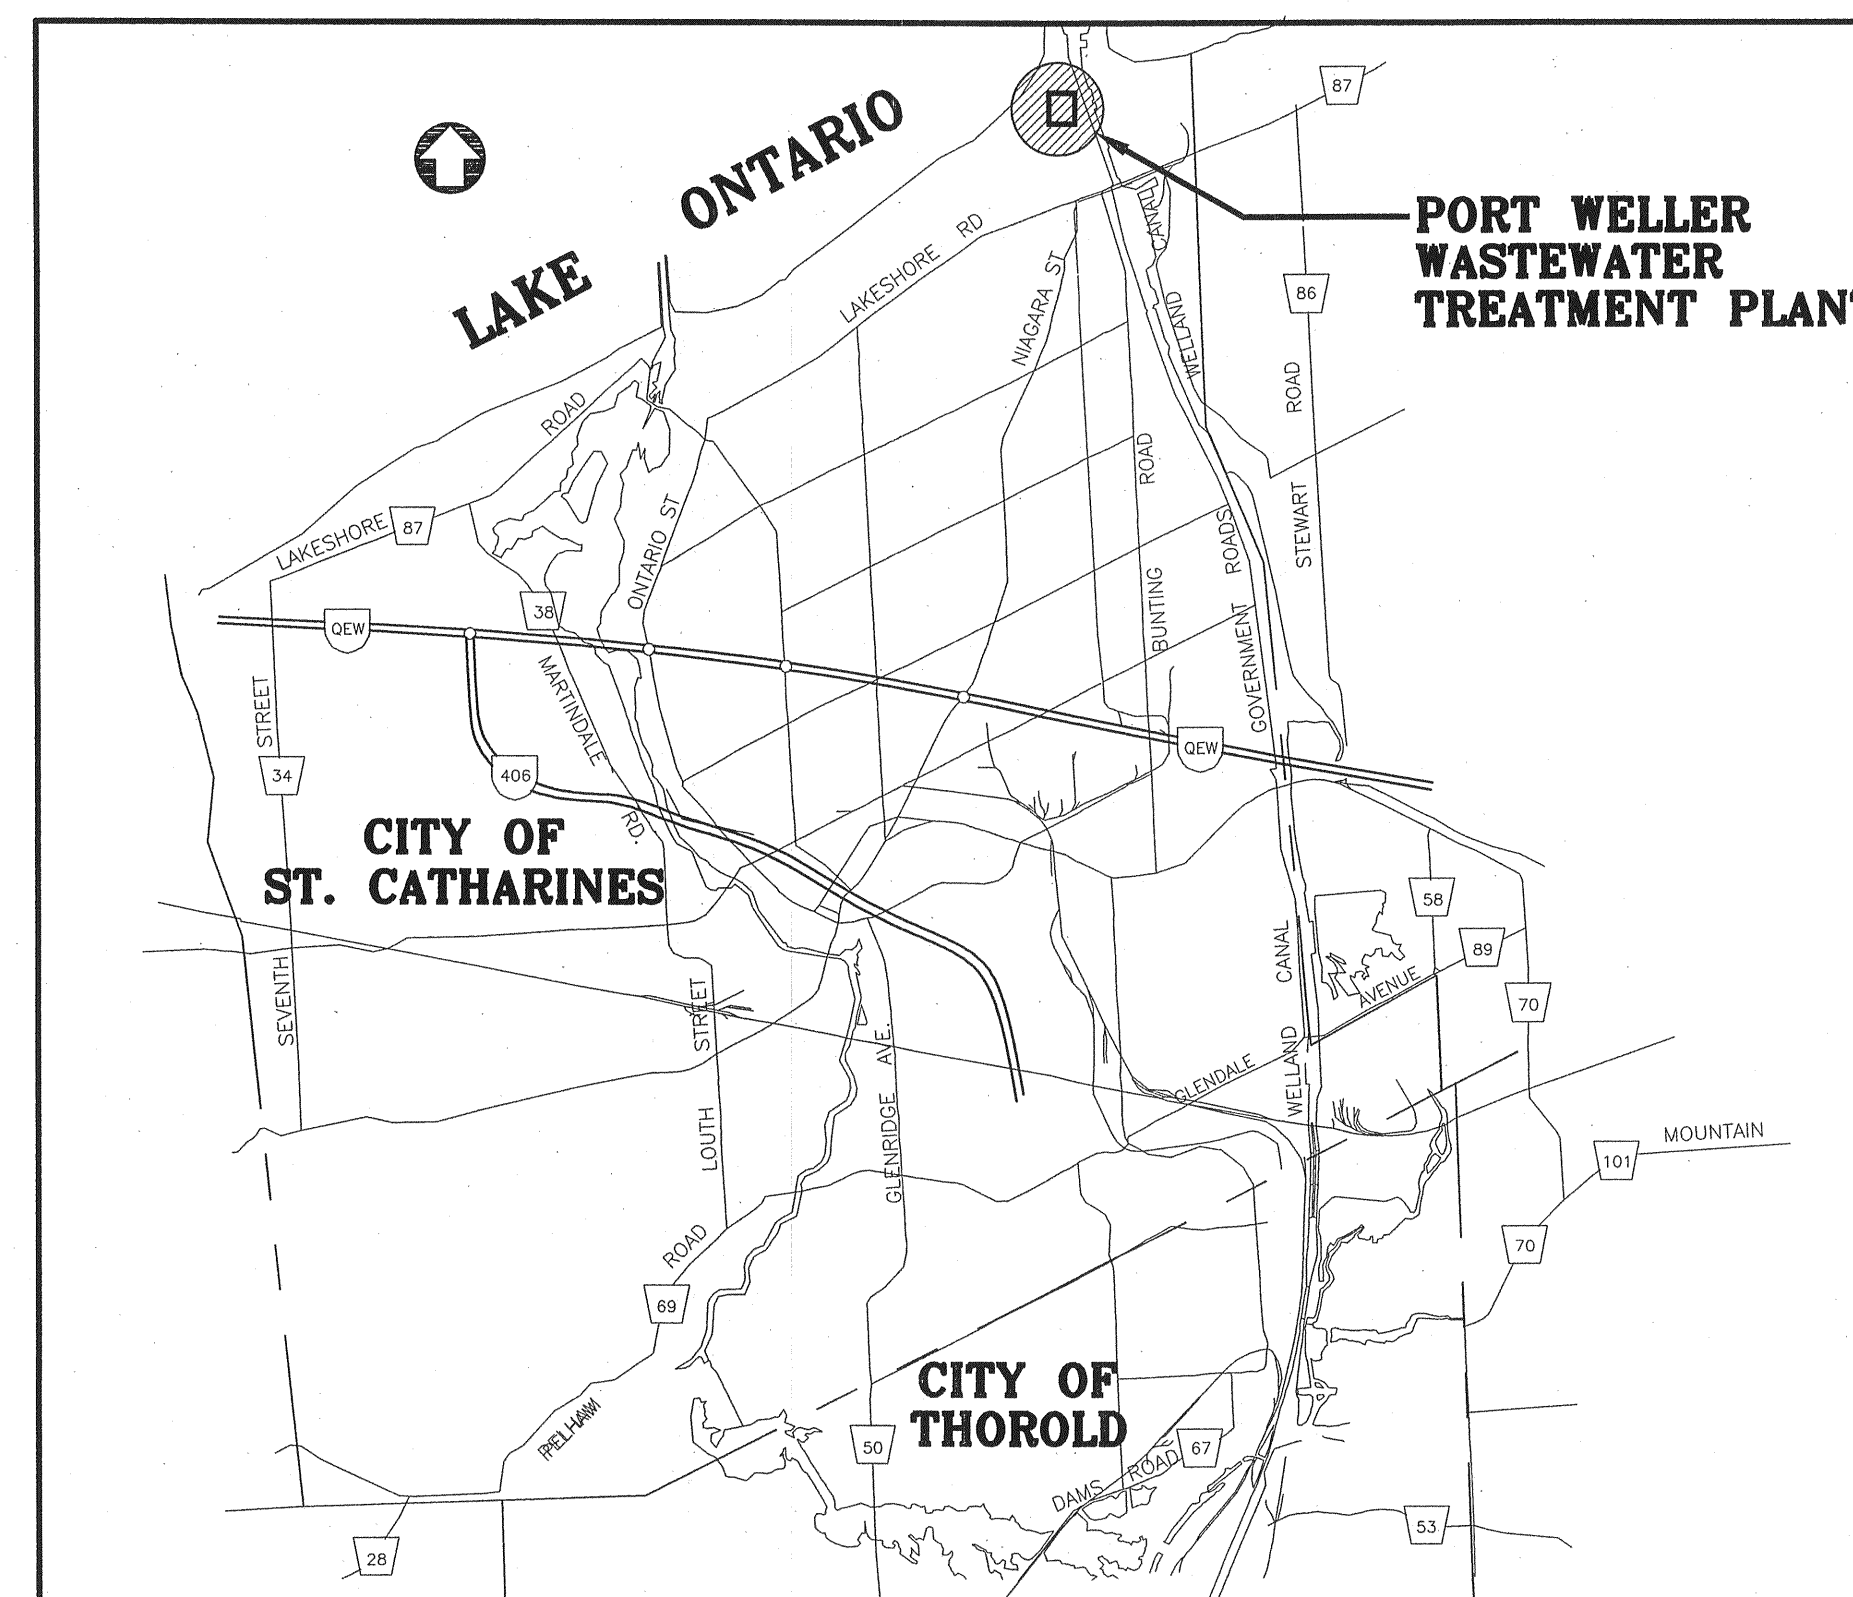 87
LAKE ONTARIO
PORT WELLER
WASTEWATER
TREATMENT PLANT
CANAL
WELLAND
LAKESHORE RD
NIAGARA ST
86
ROAD
STEWART
ROAD
LAKESHORE
87
ONTARIO ST
ROAD
BUNTING
GOVERNMENT ROADS
38
QEW
MARTINDALE
RD.
STREET
34
SEVENTH
406
QEW
CITY OF
ST. CATHARINES
58
89
AVENUE
GLENDALE
70
CANAL
WELLAND
STREET
LOUTH
GLENRIDGE AVE.
MOUNTAIN
101
70
ROAD
69
PELHAM
CITY OF
THOROLD
50
67
DAMS ROAD
53
28